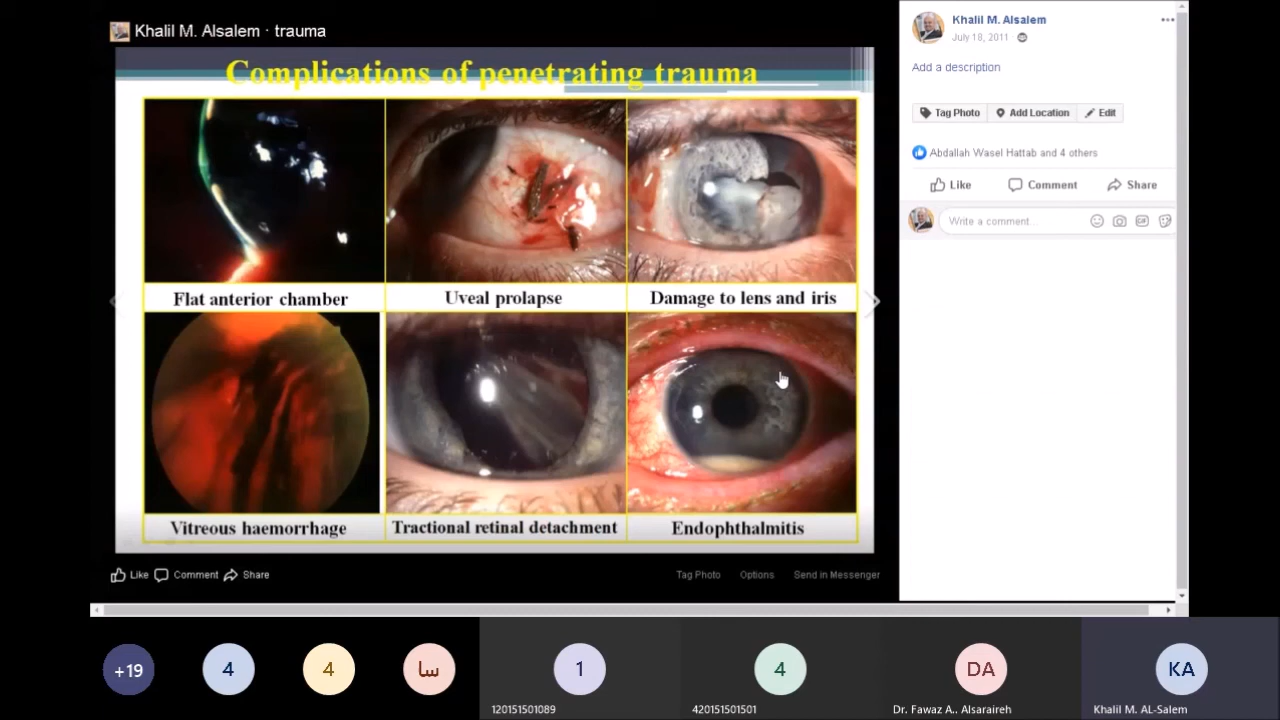 Khalil M. Alsalem · trauma
Complications of penetrating trauma
Flat anterior chamber
Uveal prolapse
Damage to lens and iris
Vitreous haemorrhage
Tractional retinal detachment
Endophthalmitis
Like Comment Share
Tag Photo Options Send in Messenger
Khalil M. Alsalem
July 18, 2011
Add a description
Tag Photo Add Location Edit
Abdallah Wasel Hattab and 4 others
Like Comment Share
Write a comment...
GIF
+19
4
4
سا
1
4
DA
KA
120151501089
420151501501
Dr. Fawaz A.. Alsaraireh
Khalil M. AL-Salem